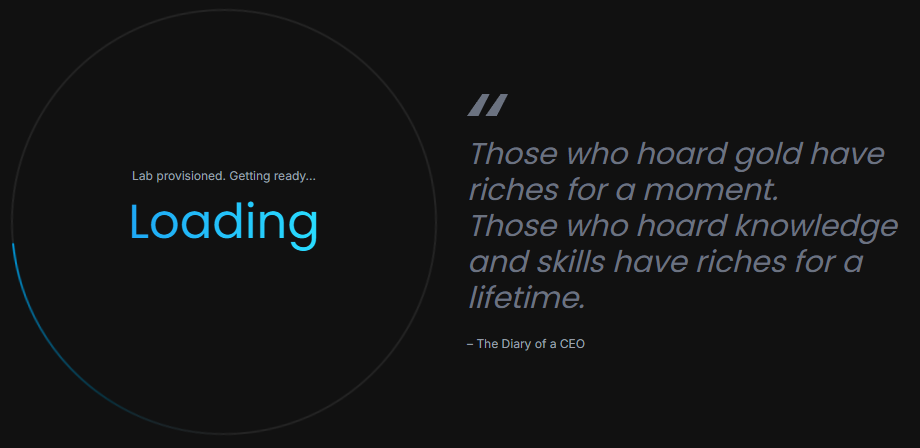 Lab provisioned. Getting ready...
Loading
“
Those who hoard gold have
riches for a moment.
Those who hoard knowledge
and skills have riches for a
lifetime.
– The Diary of a CEO